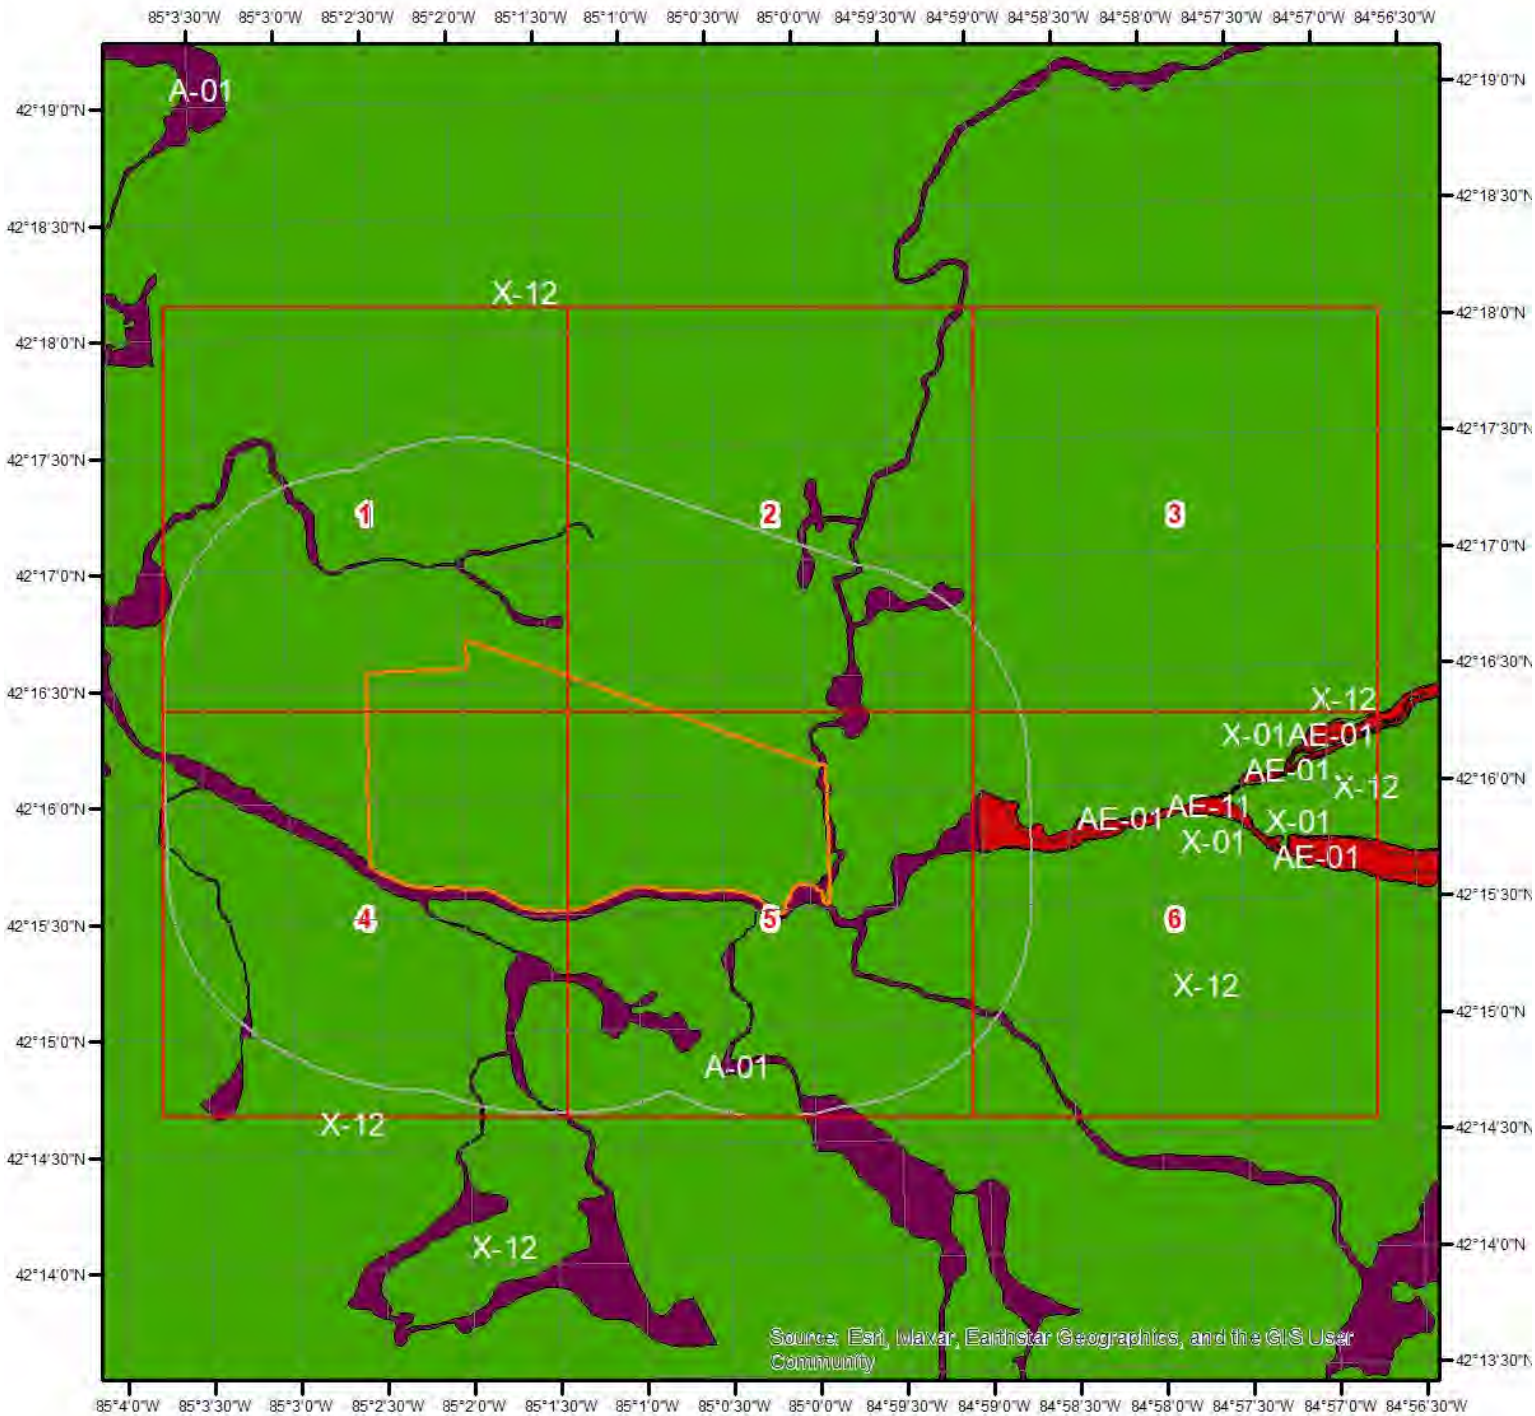 85°3'30"W 85°3'0"W 85°2'30"W 85°2'0"W 85°1'30"W 85°1'0"W 85°0'30"W 85°0'0"W 84°59'30"W 84°59'0"W 84°58'30"W 84°58'0"W 84°57'30"W 84°57'0"W 84°56'30"W
42°19'0"N
42°18'30"N
42°18'0"N
42°17'30"N
42°17'0"N
42°16'30"N
42°16'0"N
42°15'30"N
42°15'0"N
42°14'30"N
42°14'0"N
A-01
X-12
1
2
3
X-12
X-01 AE-01
AE-01 X-12
AE-01 AE-11 X-01
X-01 AE-01
4
5
6
X-12
A-01
X-12
X-12
Source: Esri, Maxar, Earthstar Geographics, and the GIS User
Community
42°19'0"N
42°18'30"N
42°18'0"N
42°17'30"N
42°17'0"N
42°16'30"N
42°16'0"N
42°15'30"N
42°15'0"N
42°14'30"N
42°14'0"N
42°13'30"N
85°4'0"W 85°3'30"W 85°3'0"W 85°2'30"W 85°2'0"W 85°1'30"W 85°1'0"W 85°0'30"W 85°0'0"W 84°59'30"W 84°59'0"W 84°58'30"W 84°58'0"W 84°57'30"W 84°57'0"W 84°56'30"W